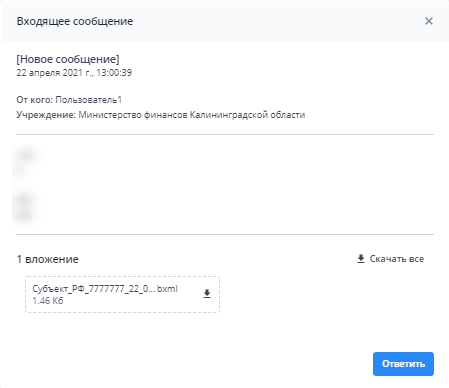 Входящее сообщение
[Новое сообщение]
22 апреля 2021 г., 13:00:39
От кого: Пользователь1
Учреждение: Министерство финансов Калининградской области
1 вложение
Скачать все
Субъект_РФ_7777777_22_0...bxml
1.46 Кб
Ответить